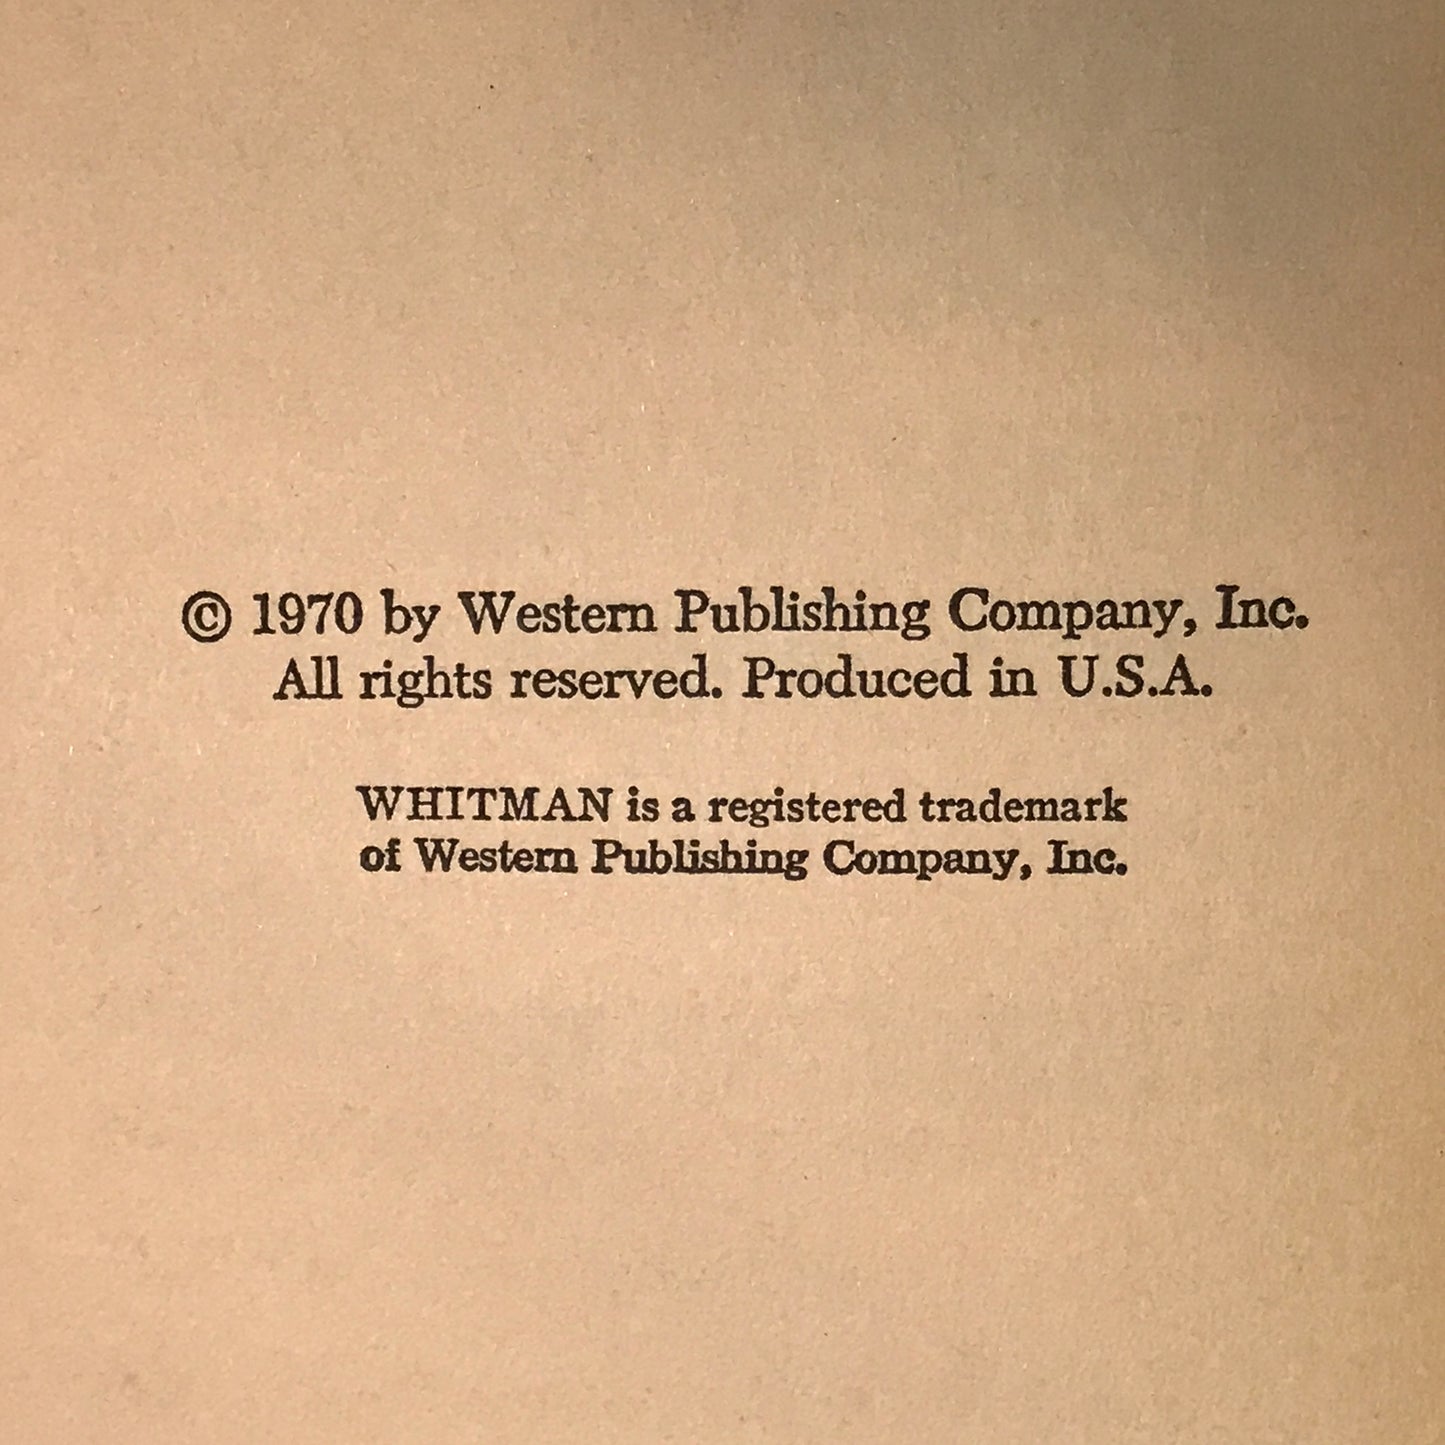 © 1970 by Western Publishing Company, Inc.
All rights reserved. Produced in U.S.A.
WHITMAN is a registered trademark
of Western Publishing Company, Inc.